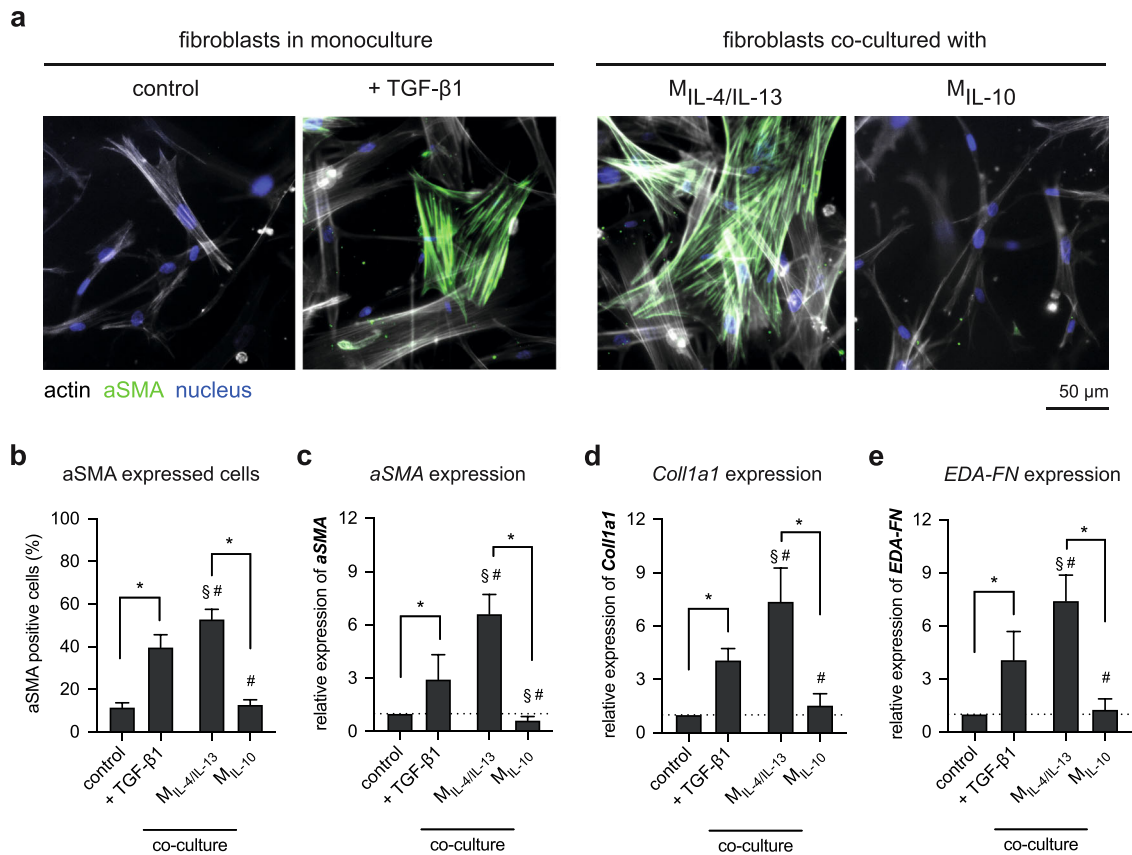 a
fibroblasts in monoculture
fibroblasts co-cultured with
control
+ TGF-β1
MIL-4/IL-13
MIL-10
actin aSMA nucleus
50 µm
b
aSMA expressed cells
aSMA positive cells (%)
100
80
60
40
20
0
*
*
§ #
#
control
+ TGF-β1
MIL-4/IL-13
MIL-10
co-culture
c
aSMA expression
relative expression of aSMA
12
9
6
3
0
*
*
§ #
§ #
control
+ TGF-β1
MIL-4/IL-13
MIL-10
co-culture
d
Coll1a1 expression
relative expression of Coll1a1
12
9
6
3
0
*
*
§ #
#
control
+ TGF-β1
MIL-4/IL-13
MIL-10
co-culture
e
EDA-FN expression
relative expression of EDA-FN
12
9
6
3
0
*
*
§ #
#
control
+ TGF-β1
MIL-4/IL-13
MIL-10
co-culture